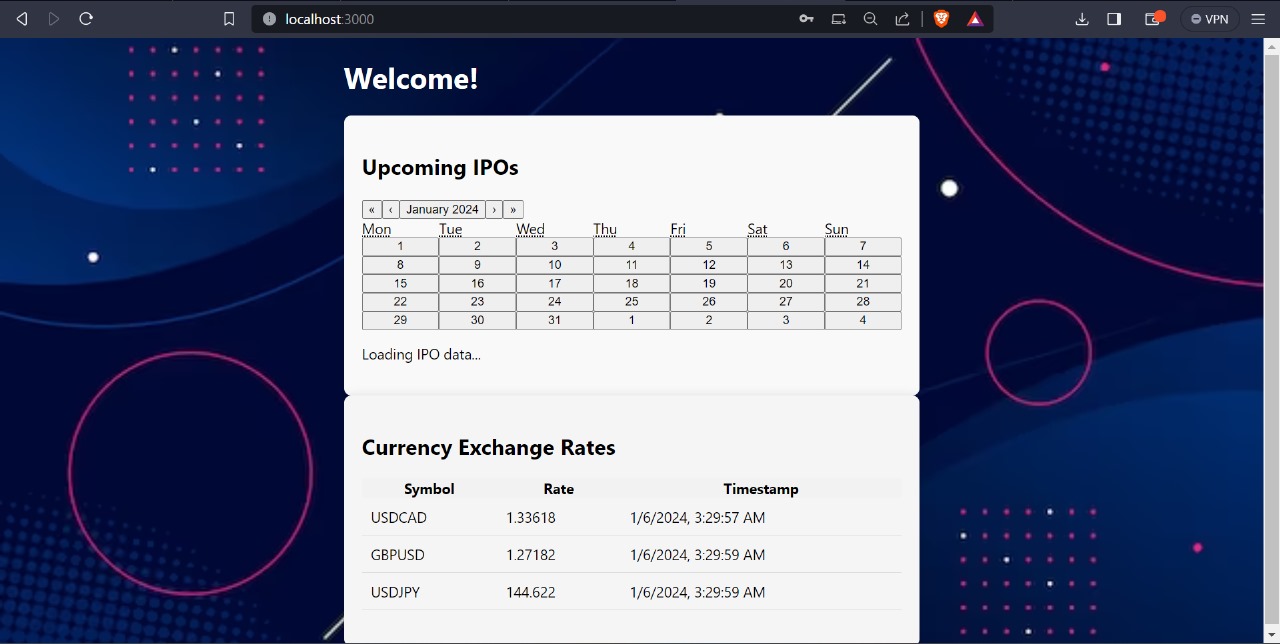 localhost:3000
VPN
Welcome!
Upcoming IPOs
« ‹ January 2024 › »
Mon Tue Wed Thu Fri Sat Sun
1 2 3 4 5 6 7
8 9 10 11 12 13 14
15 16 17 18 19 20 21
22 23 24 25 26 27 28
29 30 31 1 2 3 4
Loading IPO data...
Currency Exchange Rates
Symbol Rate Timestamp
USDCAD 1.33618 1/6/2024, 3:29:57 AM
GBPUSD 1.27182 1/6/2024, 3:29:59 AM
USDJPY 144.622 1/6/2024, 3:29:59 AM